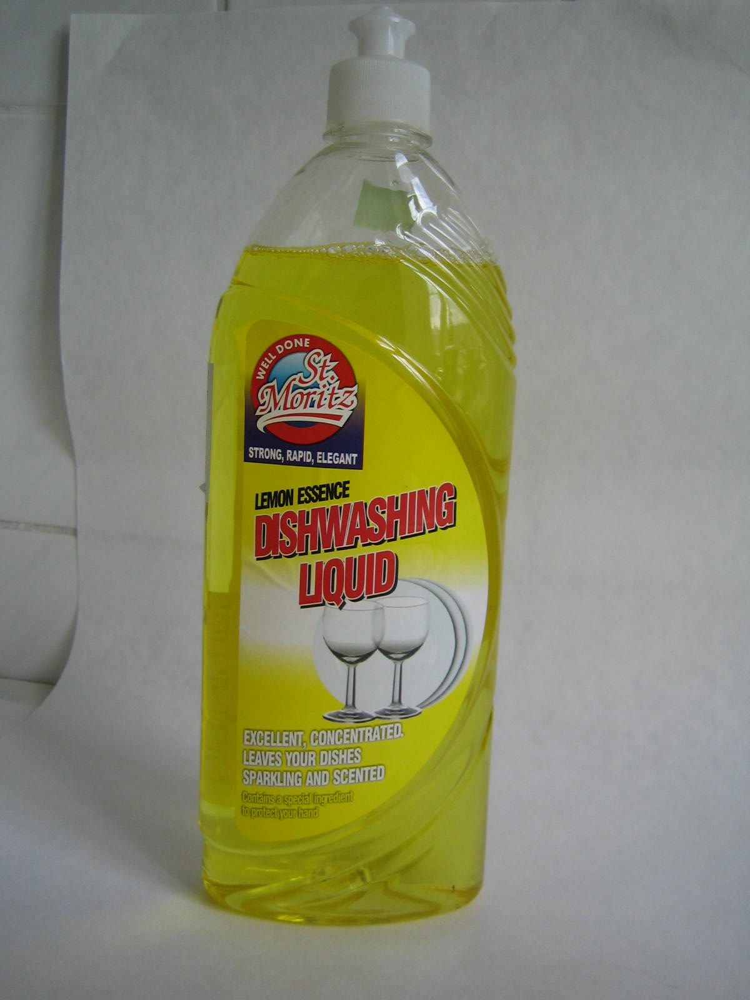 WELL DONE
St.
Moritz
STRONG, RAPID, ELEGANT
LEMON ESSENCE
DISHWASHING
LIQUID
EXCELLENT, CONCENTRATED.
LEAVES YOUR DISHES
SPARKLING AND SCENTED
Contains a special ingredient
to protect your hand